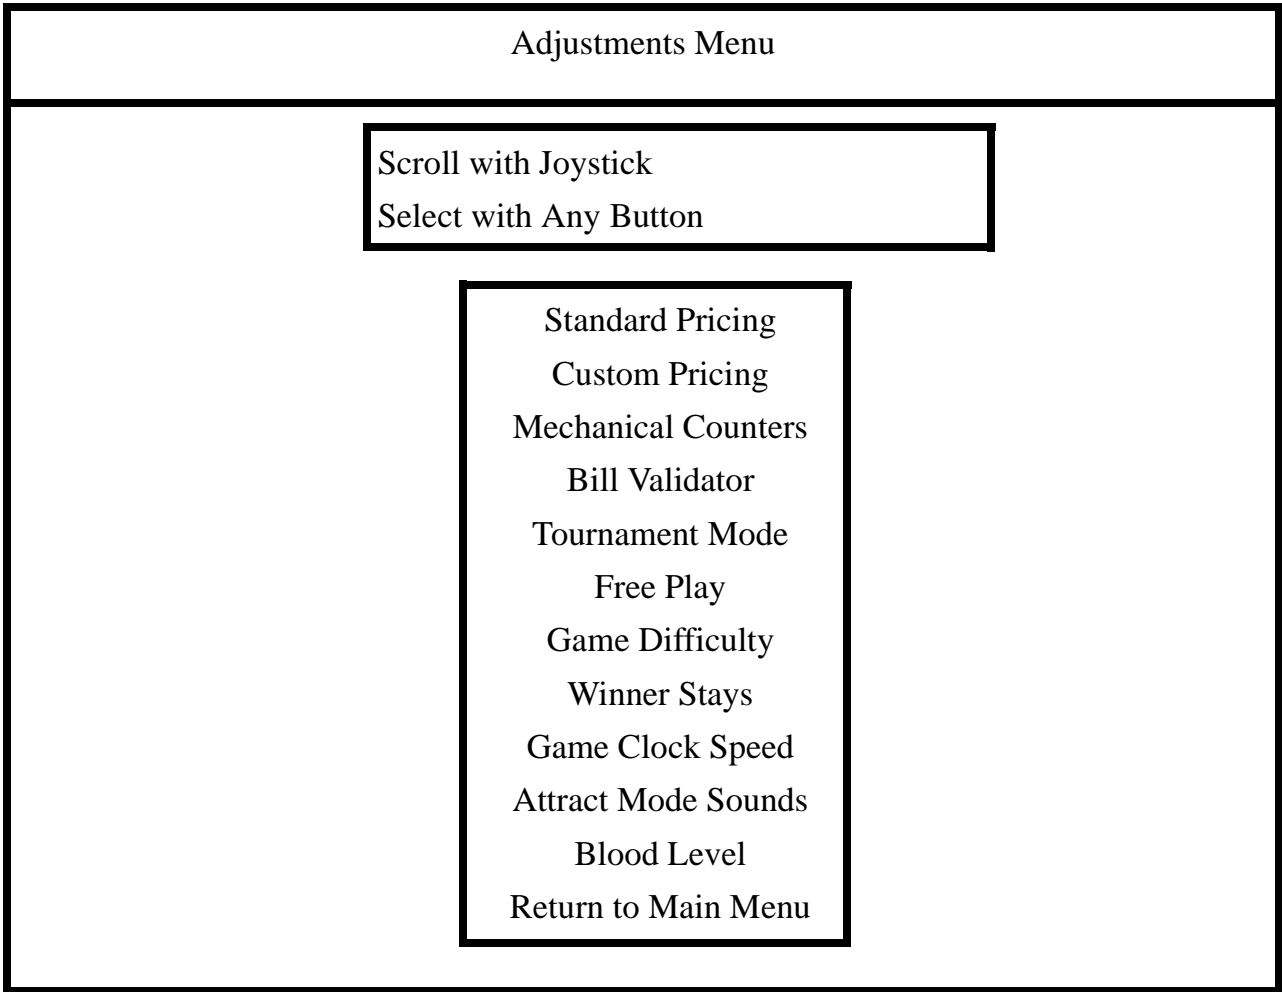 Adjustments Menu
Scroll with Joystick
Select with Any Button
Standard Pricing
Custom Pricing
Mechanical Counters
Bill Validator
Tournament Mode
Free Play
Game Difficulty
Winner Stays
Game Clock Speed
Attract Mode Sounds
Blood Level
Return to Main Menu